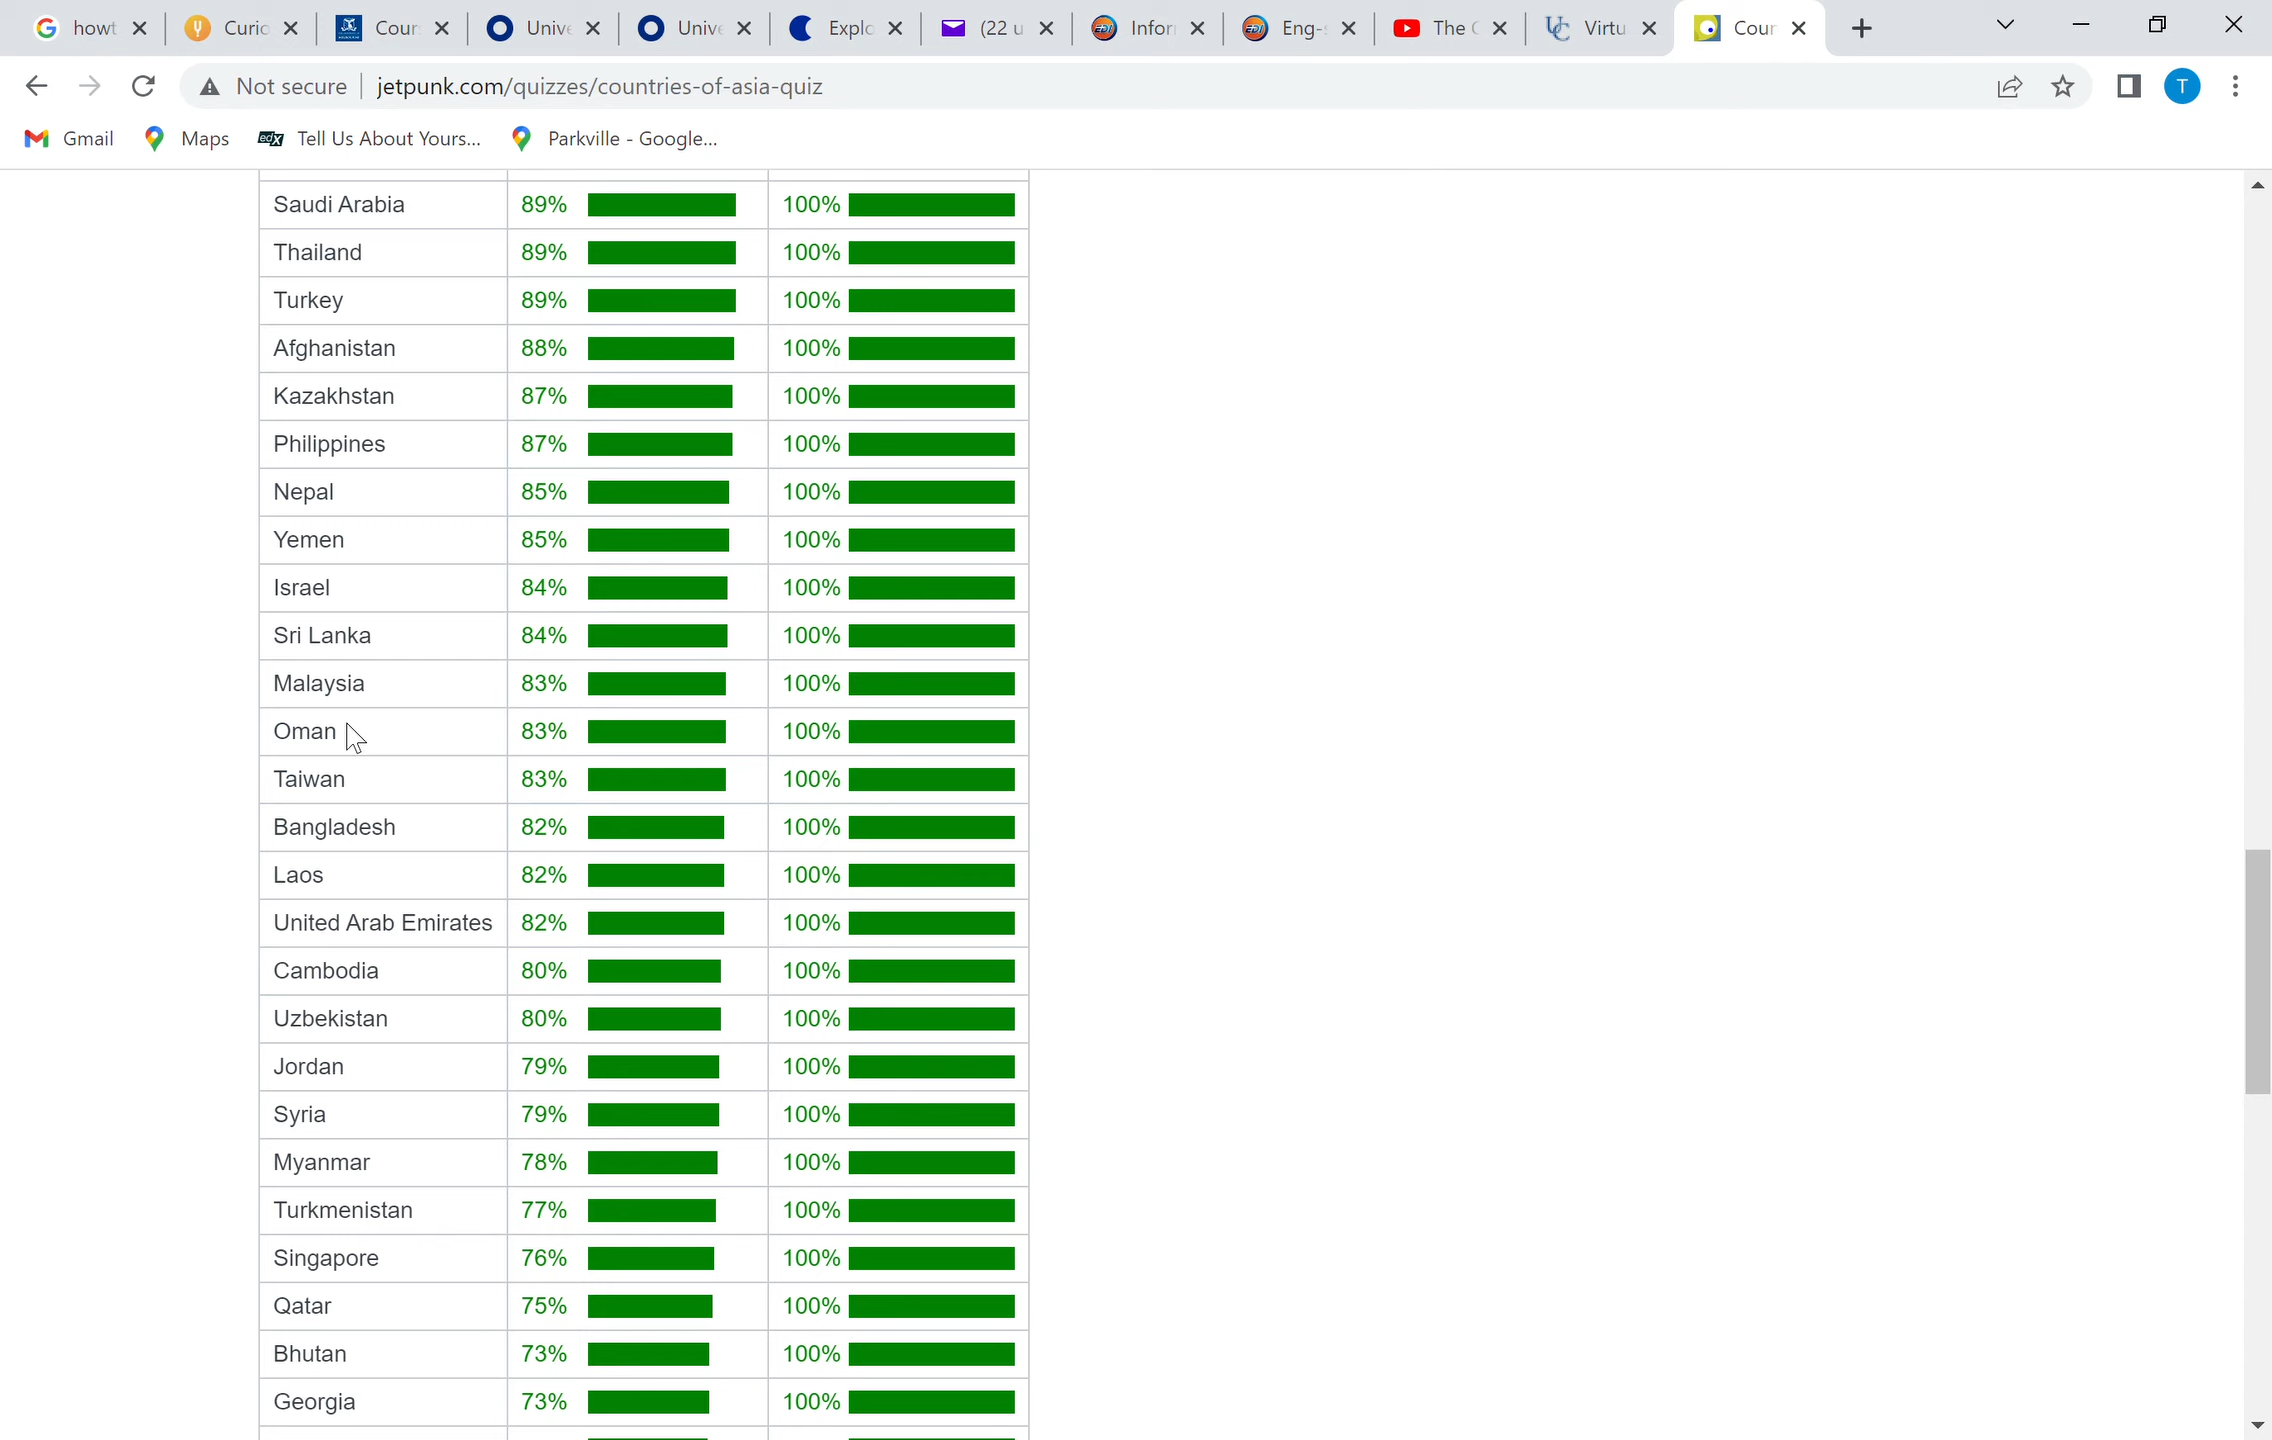 howt Curio Cour Unive Unive Explo (22 u Infor Eng-s The C Virtu Cour
Not secure jetpunk.com/quizzes/countries-of-asia-quiz T
Gmail Maps edX Tell Us About Yours... Parkville - Google...
Saudi Arabia 89% 100%
Thailand 89% 100%
Turkey 89% 100%
Afghanistan 88% 100%
Kazakhstan 87% 100%
Philippines 87% 100%
Nepal 85% 100%
Yemen 85% 100%
Israel 84% 100%
Sri Lanka 84% 100%
Malaysia 83% 100%
Oman 83% 100%
Taiwan 83% 100%
Bangladesh 82% 100%
Laos 82% 100%
United Arab Emirates 82% 100%
Cambodia 80% 100%
Uzbekistan 80% 100%
Jordan 79% 100%
Syria 79% 100%
Myanmar 78% 100%
Turkmenistan 77% 100%
Singapore 76% 100%
Qatar 75% 100%
Bhutan 73% 100%
Georgia 73% 100%